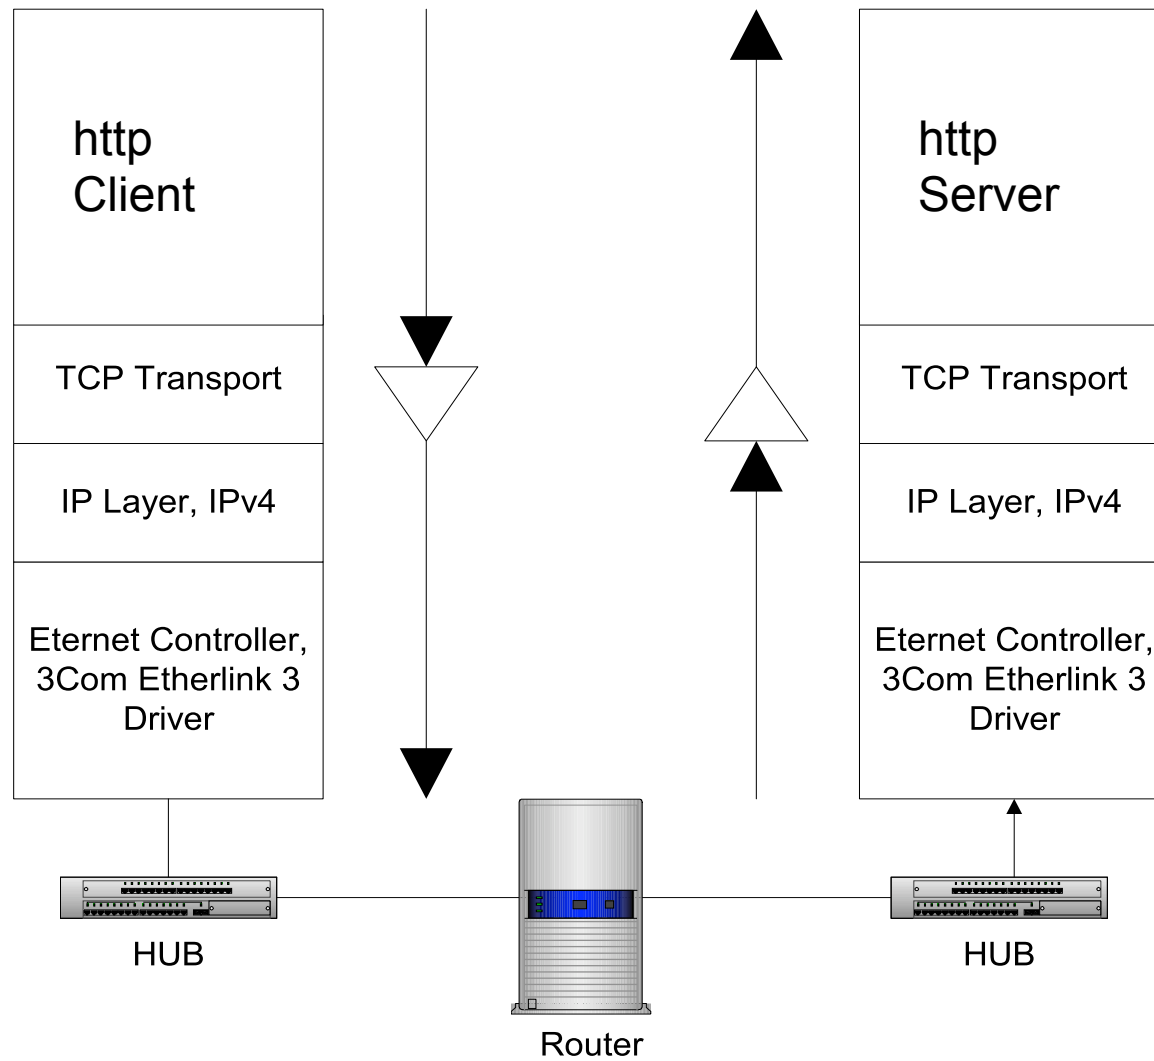 http
Client
TCP Transport
IP Layer, IPv4
Eternet Controller,
3Com Etherlink 3
Driver
HUB
Router
http
Server
TCP Transport
IP Layer, IPv4
Eternet Controller,
3Com Etherlink 3
Driver
HUB